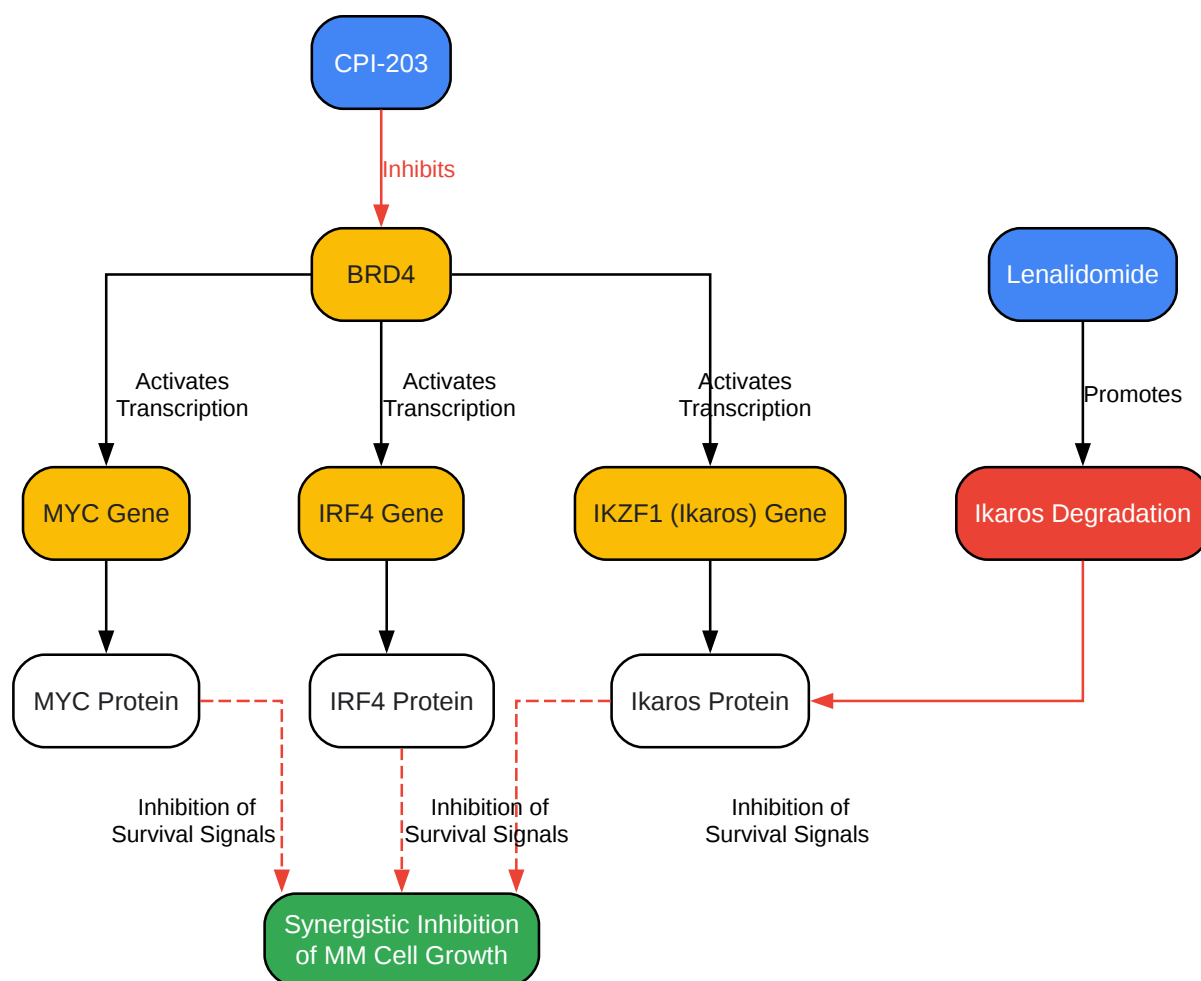 CPI-203
Inhibits
BRD4
Lenalidomide
Activates
Transcription
Activates
Transcription
Activates
Transcription
Promotes
MYC Gene
IRF4 Gene
IKZF1 (Ikaros) Gene
Ikaros Degradation
MYC Protein
IRF4 Protein
Ikaros Protein
Inhibition of
Survival Signals
Inhibition of
Survival Signals
Inhibition of
Survival Signals
Synergistic Inhibition
of MM Cell Growth